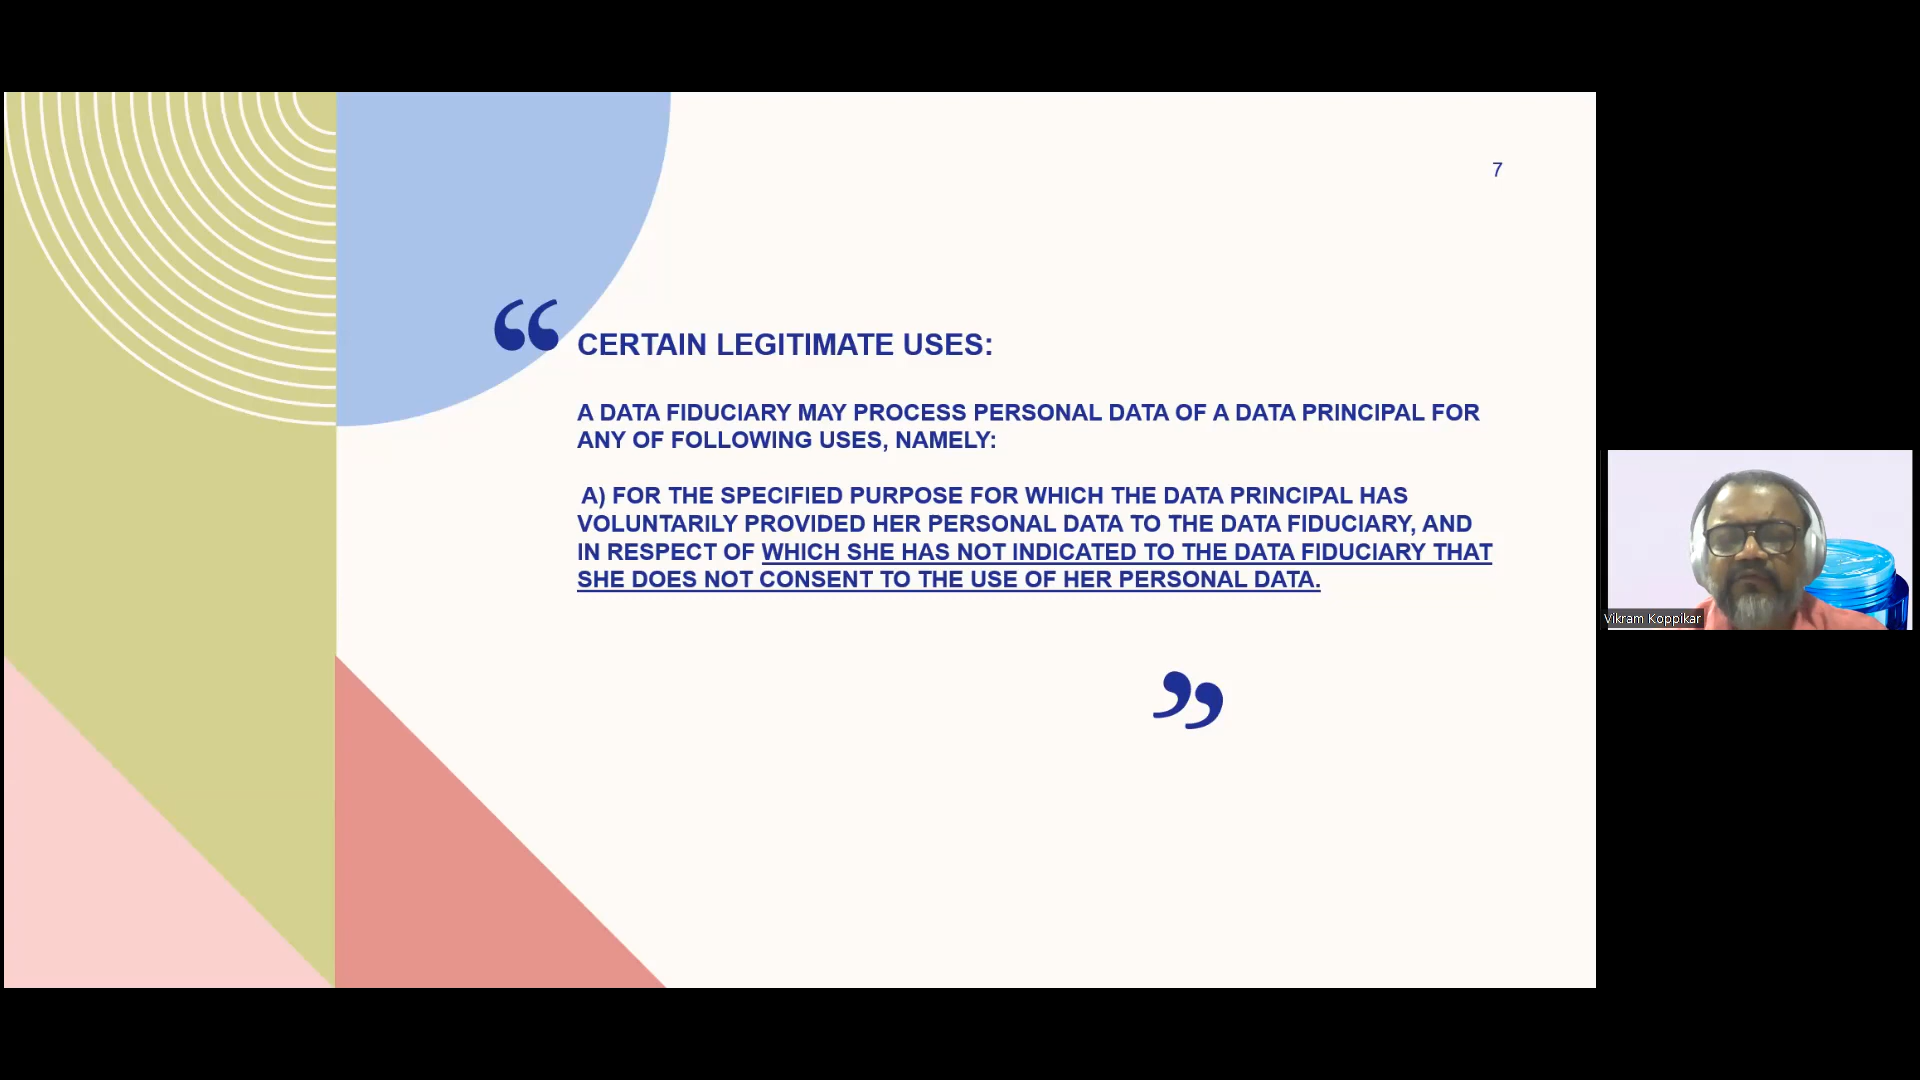 7
“ CERTAIN LEGITIMATE USES:
A DATA FIDUCIARY MAY PROCESS PERSONAL DATA OF A DATA PRINCIPAL FOR
ANY OF FOLLOWING USES, NAMELY:
A) FOR THE SPECIFIED PURPOSE FOR WHICH THE DATA PRINCIPAL HAS
VOLUNTARILY PROVIDED HER PERSONAL DATA TO THE DATA FIDUCIARY, AND
IN RESPECT OF WHICH SHE HAS NOT INDICATED TO THE DATA FIDUCIARY THAT
SHE DOES NOT CONSENT TO THE USE OF HER PERSONAL DATA.
”
Vikram Koppikar